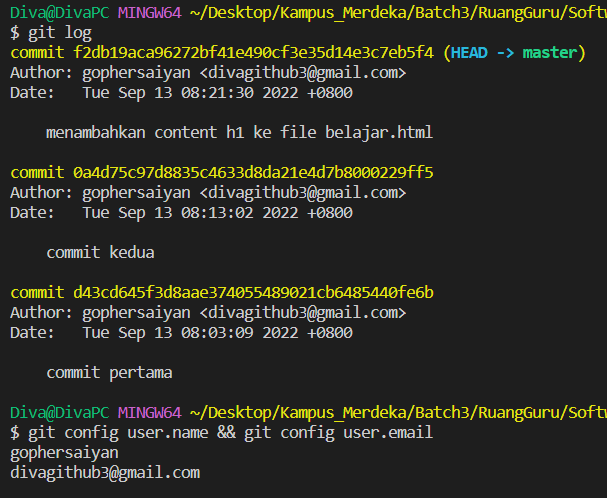 Diva@DivaPC MINGW64 ~/Desktop/Kampus_Merdeka/Batch3/RuangGuru/Softw
$ git log
commit f2db19aca96272bf41e490cf3e35d14e3c7eb5f4 (HEAD -> master)
Author: gophersaiyan <divagithub3@gmail.com>
Date:   Tue Sep 13 08:21:30 2022 +0800
menambahkan content h1 ke file belajar.html
commit 0a4d75c97d8835c4633d8da21e4d7b8000229ff5
Author: gophersaiyan <divagithub3@gmail.com>
Date:   Tue Sep 13 08:13:02 2022 +0800
commit kedua
commit d43cd645f3d8aae374055489021cb6485440fe6b
Author: gophersaiyan <divagithub3@gmail.com>
Date:   Tue Sep 13 08:03:09 2022 +0800
commit pertama
Diva@DivaPC MINGW64 ~/Desktop/Kampus_Merdeka/Batch3/RuangGuru/Softw
$ git config user.name && git config user.email
gophersaiyan
divagithub3@gmail.com